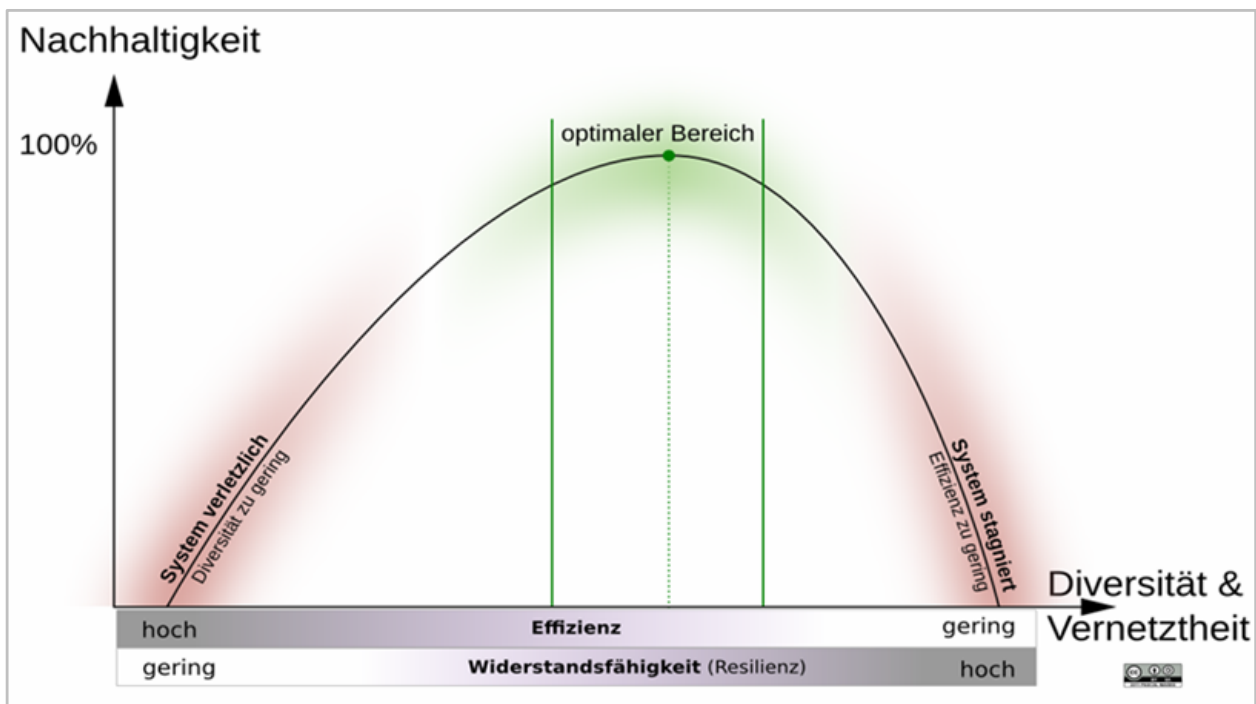 Nachhaltigkeit
100%
optimaler Bereich
System verletzlich
Diversität zu gering
System stagniert
Effizienz zu gering
Diversität &
Vernetztheit
hoch Effizienz gering
gering Widerstandsfähigkeit (Resilienz) hoch